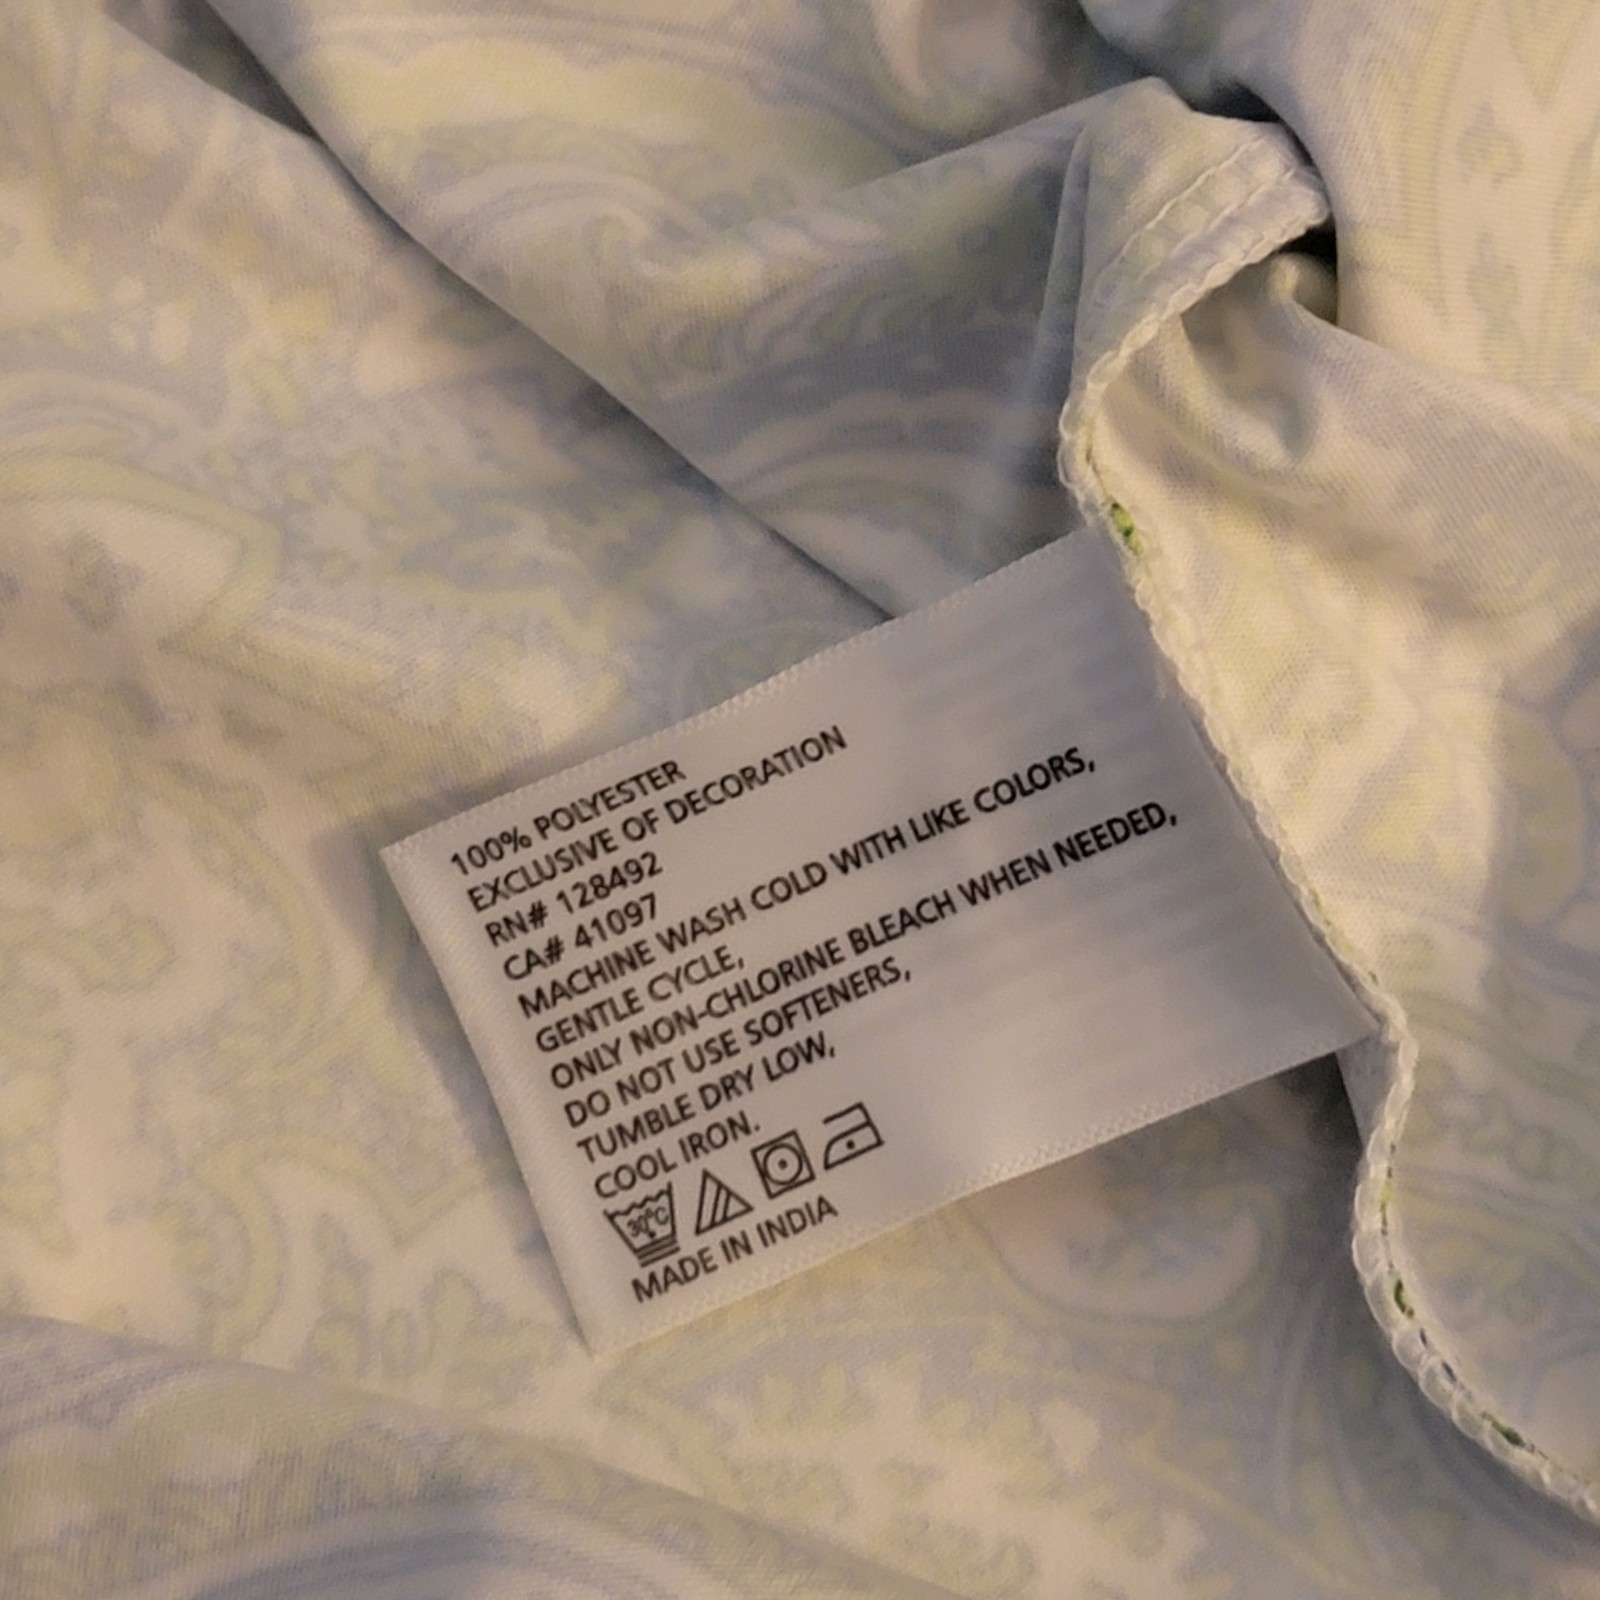 100% POLYESTER
EXCLUSIVE OF DECORATION
RN# 128492
CA# 41097
MACHINE WASH COLD WITH LIKE COLORS,
GENTLE CYCLE,
ONLY NON-CHLORINE BLEACH WHEN NEEDED,
DO NOT USE SOFTENERS,
TUMBLE DRY LOW,
COOL IRON.
30°C
MADE IN INDIA